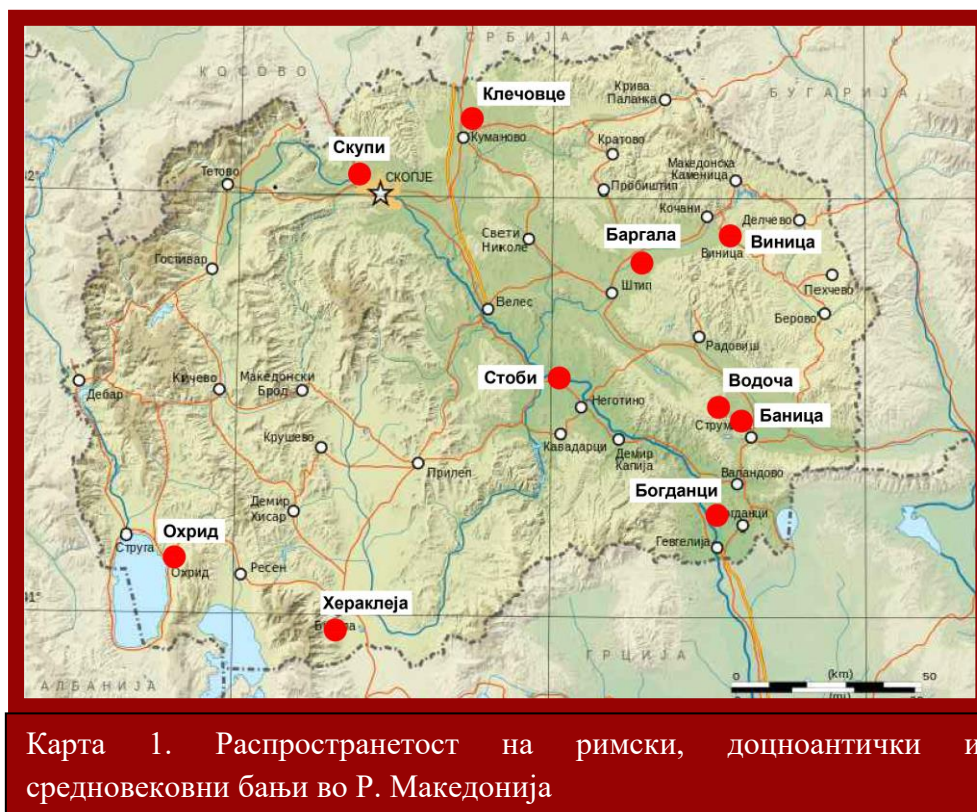 СРБИЈА
КОСОВО
БУГАРИЈА
Клечовце
Крива
Паланка
Куманово
Скупи
Кратово
СКОПЈЕ
Тетово
Македонска
Каменица
Пробиштип
Кочани
Делчево
Баргала
Свети
Николе
Виница
Виница
Гостивар
Штип
Пехчево
Велес
Берово
Радовиш
Стоби
Водоча
Кичево
Македонски
Брод
Дебар
Неготино
Баница
Струм
Крушево
Кавадарци
Демир
Капија
Прилеп
Валандово
Богданци
Демир
Хисар
гданци
Охрид
Струга
Гевгелија
Охрид
Ресен
41°
Хераклеја
ГРЦИЈА
АЛБАНИЈА
0 (km) 50
Карта 1. Распространетост на римски, доцноантички и
средновековни бањи во Р. Македонија